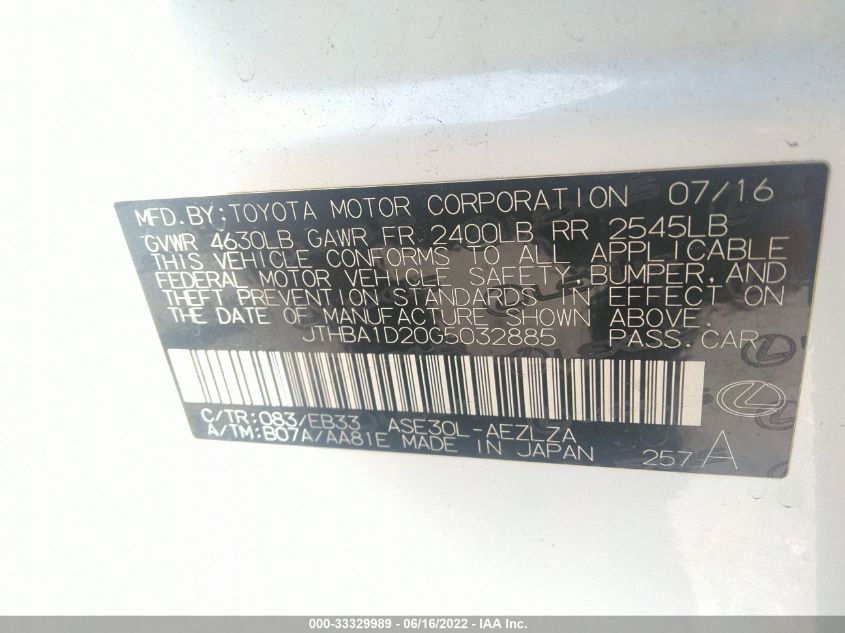 MFD. BY: TOYOTA MOTOR CORPORATION 07/16
GVWR 4630LB GAWR FR 2400LB RR 2545LB
THIS VEHICLE CONFORMS TO ALL APPLICABLE
FEDERAL MOTOR VEHICLE SAFETY, BUMPER, AND
THEFT PREVENTION STANDARDS IN EFFECT ON
THE DATE OF MANUFACTURE SHOWN ABOVE.
JTHBA1D20G5032885 PASS. CAR
C/TR: 083/EB33 ASE30L-AEZLZA
A/TM: B07A/AA81E MADE IN JAPAN 257 A
000-33329989 - 06/16/2022 - IAA Inc.